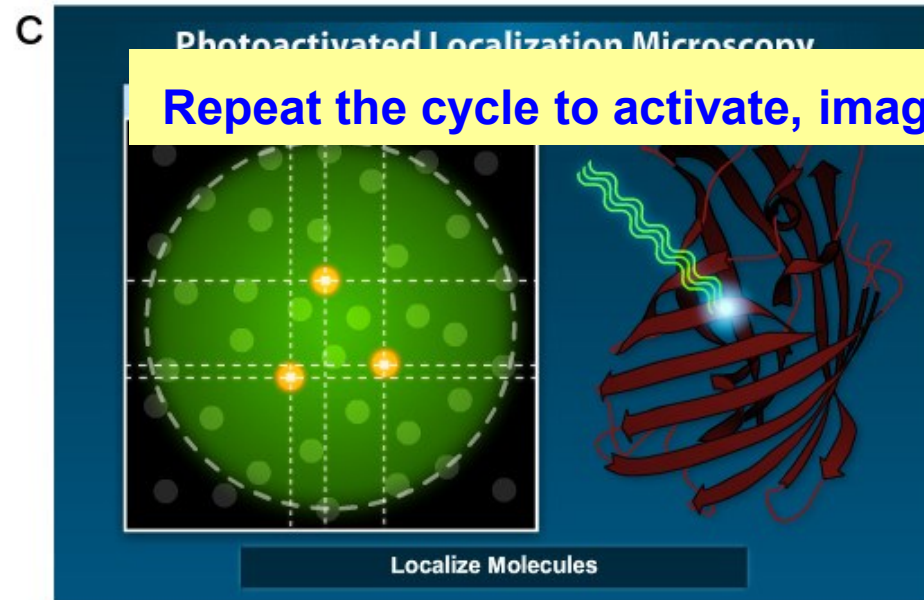 C
Photoactivated Localization Microscopy
Repeat the cycle to activate, imag
Localize Molecules